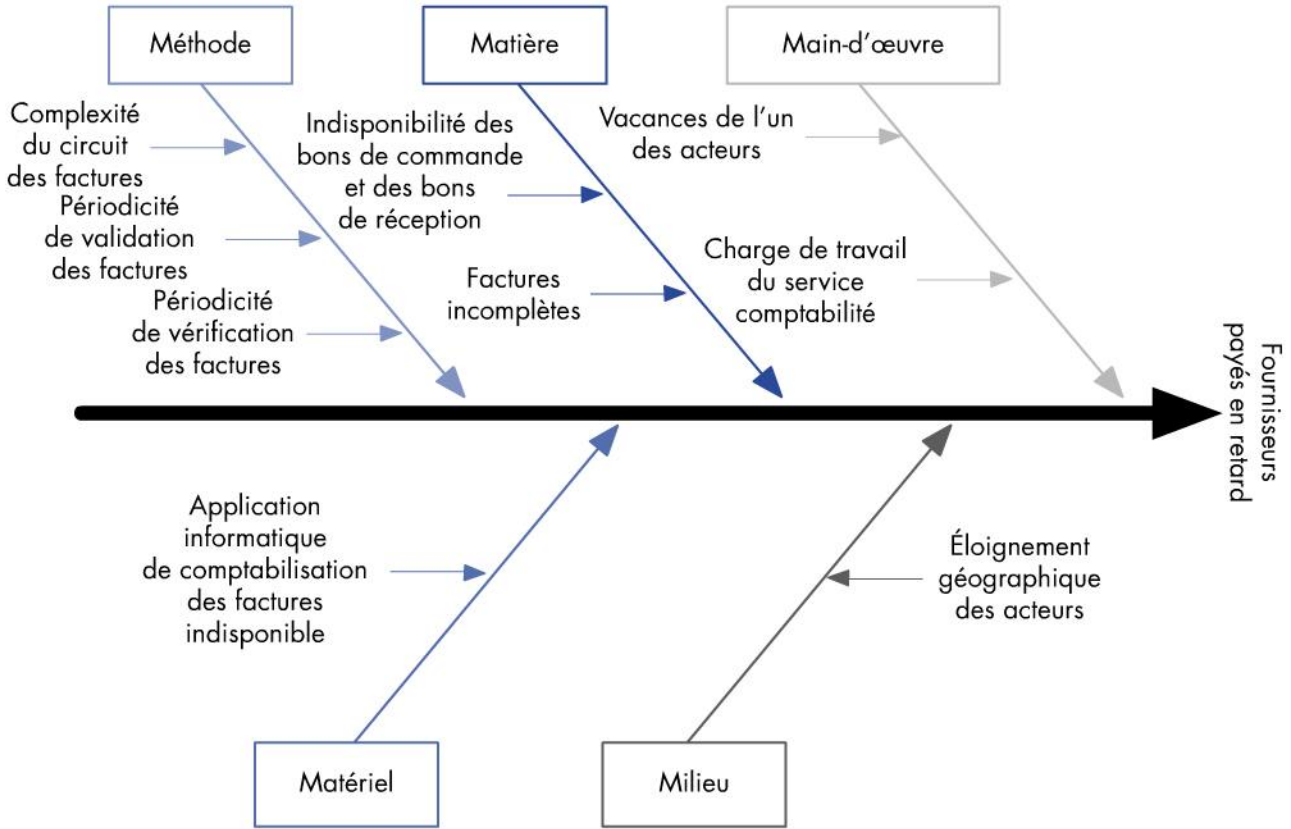 Méthode
Matière
Main-d'œuvre
Complexité
du circuit
des factures
Périodicité
de validation
des factures
Périodicité
de vérification
des factures
Indisponibilité des
bons de commande
et des bons
de réception
Factures
incomplètes
Vacances de l'un
des acteurs
Charge de travail
du service
comptabilité
Fournisseurs
payés en retard
Application
informatique
de comptabilisation
des factures
indisponible
Éloignement
géographique
des acteurs
Matériel
Milieu